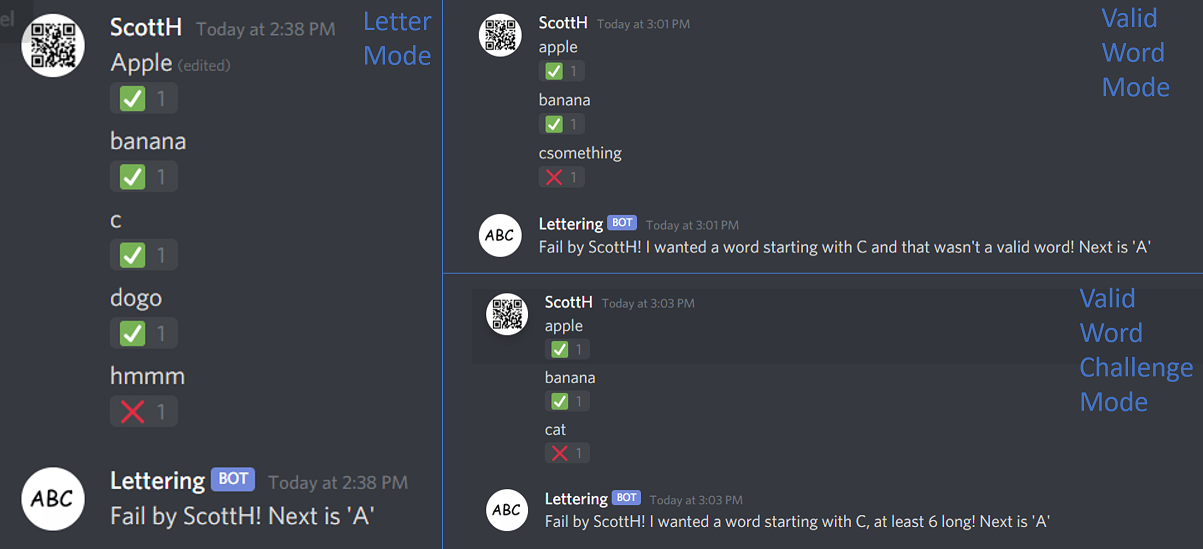 el
ScottH Today at 2:38 PM
Apple (edited)
1
banana
1
c
1
dogo
1
hmmm
1
Lettering BOT Today at 2:38 PM
ABC
Fail by ScottH! Next is 'A'
Letter
Mode
ScottH Today at 3:01 PM
apple
1
banana
1
csomething
1
Lettering BOT Today at 3:01 PM
ABC
Fail by ScottH! I wanted a word starting with C and that wasn't a valid word! Next is 'A'
Valid
Word
Mode
ScottH Today at 3:03 PM
apple
1
banana
1
cat
1
Lettering BOT Today at 3:03 PM
ABC
Fail by ScottH! I wanted a word starting with C, at least 6 long! Next is 'A'
Valid
Word
Challenge
Mode